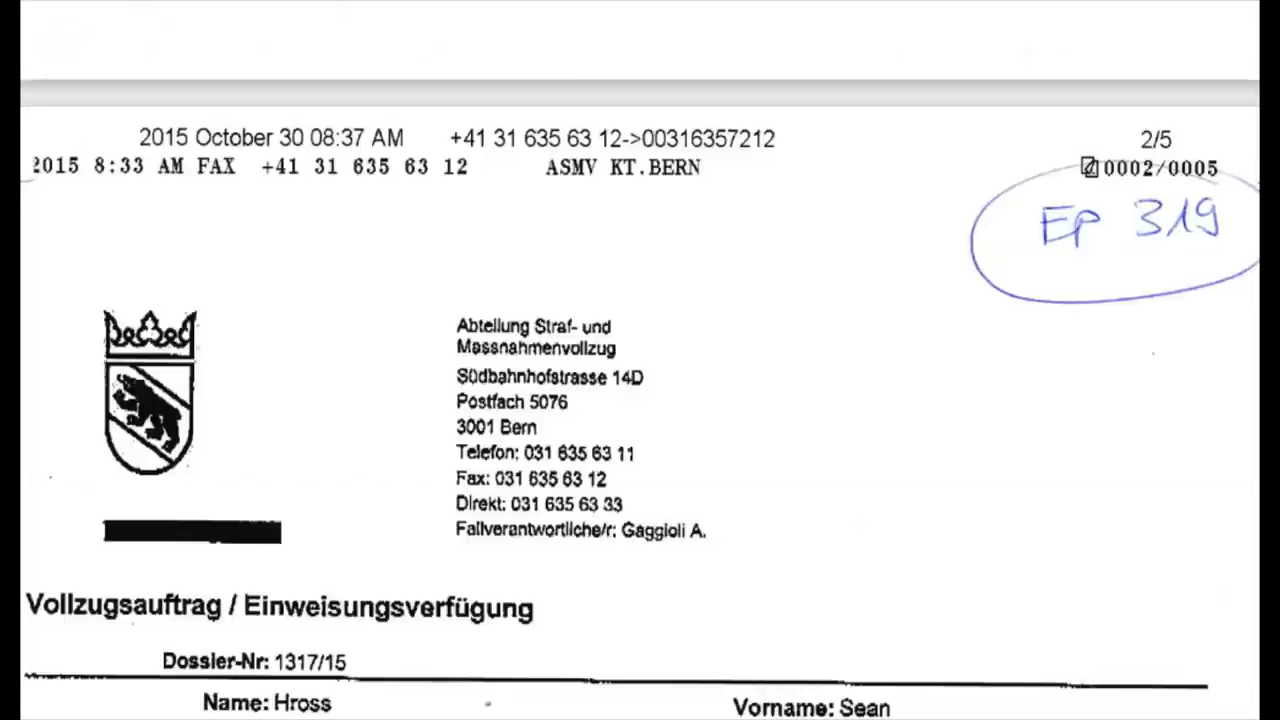 2015 October 30 08:37 AM +41 31 635 63 12->00316357212 2/5
2015 8:33 AM FAX +41 31 635 63 12 ASMV KT.BERN 0002/0005
EP 319
Abteilung Straf- und
Massnahmenvollzug
Südbahnhofstrasse 14D
Postfach 5076
3001 Bern
Telefon: 031 635 63 11
Fax: 031 635 63 12
Direkt: 031 635 63 33
Fallverantwortliche/r: Gaggioli A.
Vollzugsauftrag / Einweisungsverfügung
Dossier-Nr: 1317/15
Name: Hross Vorname: Sean